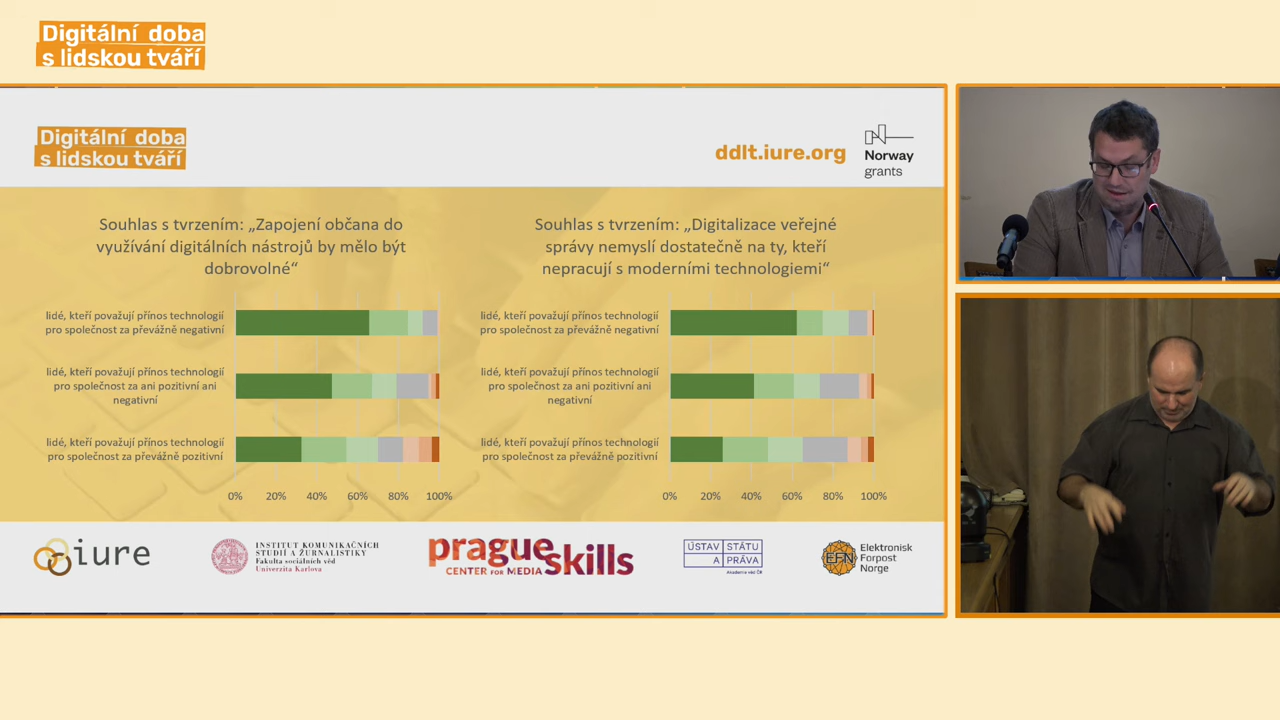 Digitální doba
s lidskou tváří
Digitální doba
s lidskou tváří
ddlt.iure.org
Norway
grants
Souhlas s tvrzením: „Zapojení občana do
využívání digitálních nástrojů by mělo být
dobrovolné“
lidé, kteří považují přínos technologií
pro společnost za převážně negativní
lidé, kteří považují přínos technologií
pro společnost za ani pozitivní ani
negativní
lidé, kteří považují přínos technologií
pro společnost za převážně pozitivní
0% 20% 40% 60% 80% 100%
Souhlas s tvrzením: „Digitalizace veřejné
správy nemyslí dostatečně na ty, kteří
nepracují s moderními technologiemi“
lidé, kteří považují přínos technologií
pro společnost za převážně negativní
lidé, kteří považují přínos technologií
pro společnost za ani pozitivní ani
negativní
lidé, kteří považují přínos technologií
pro společnost za převážně pozitivní
0% 20% 40% 60% 80% 100%
iure
INSTITUT KOMUNIKAČNÍCH
STUDIÍ A ŽURNALISTIKY
Fakulta sociálních věd
Univerzita Karlova
prague skills
CENTER FOR MEDIA
ÚSTAV STÁTU
A PRÁVA
Akademie věd ČR
EFN
Elektronisk
Forpost
Norge